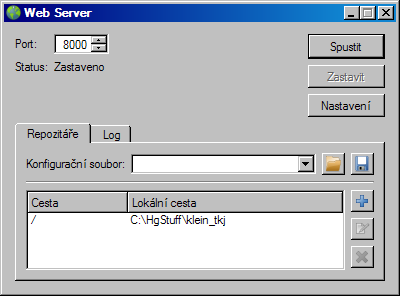 Web Server
Port: 8000
Spustit
Status: Zastaveno
Zastavit
Nastavení
Repozitáře Log
Konfigurační soubor:
Cesta Lokální cesta
/ C:\HgStuff\klein_tkj